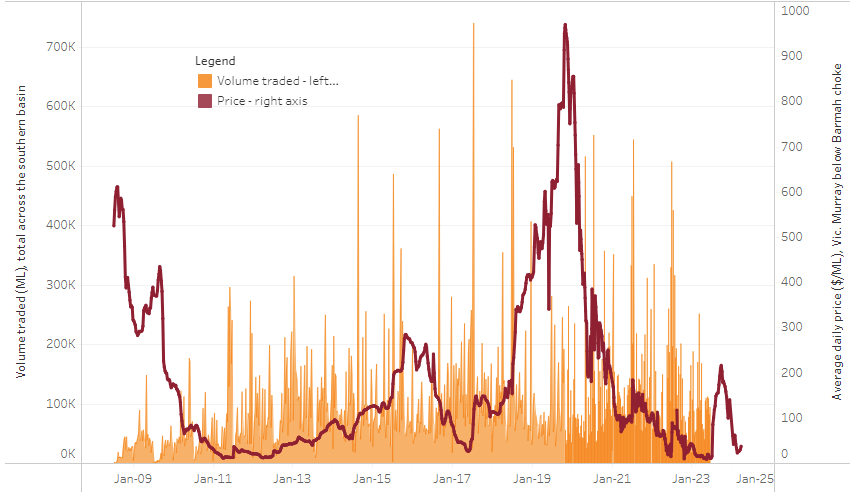 Legend
Volume traded - left...
Price - right axis
Volume traded (ML), total across the southern basin
700K
600K
500K
400K
300K
200K
100K
0K
1000
900
800
700
600
500
400
300
200
100
0
Average daily price ($/ML), Vic. Murray below Barmah choke
Jan-09
Jan-11
Jan-13
Jan-15
Jan-17
Jan-19
Jan-21
Jan-23
Jan-25